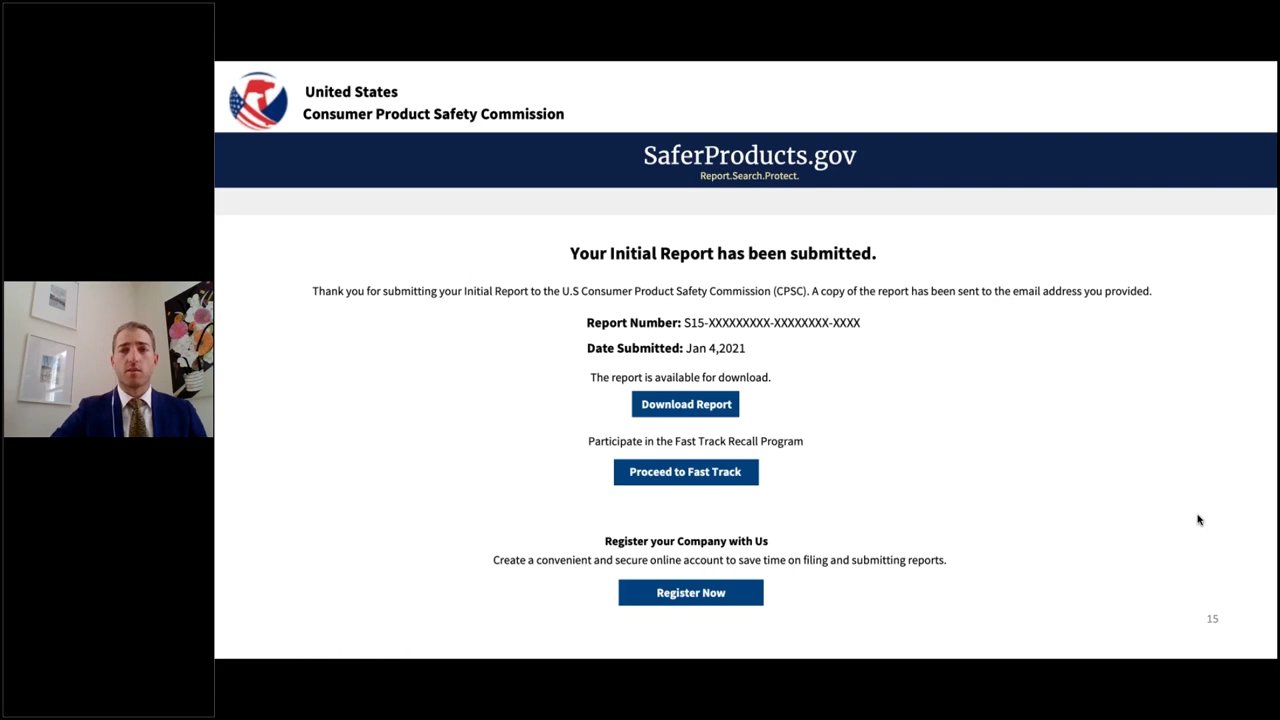 United States
Consumer Product Safety Commission
SaferProducts.gov
Report.Search.Protect.
Your Initial Report has been submitted.
Thank you for submitting your Initial Report to the U.S Consumer Product Safety Commission (CPSC). A copy of the report has been sent to the email address you provided.
Report Number: S15-XXXXXXXXX-XXXXXXXX-XXXX
Date Submitted: Jan 4,2021
The report is available for download.
Download Report
Participate in the Fast Track Recall Program
Proceed to Fast Track
Register your Company with Us
Create a convenient and secure online account to save time on filing and submitting reports.
Register Now
15